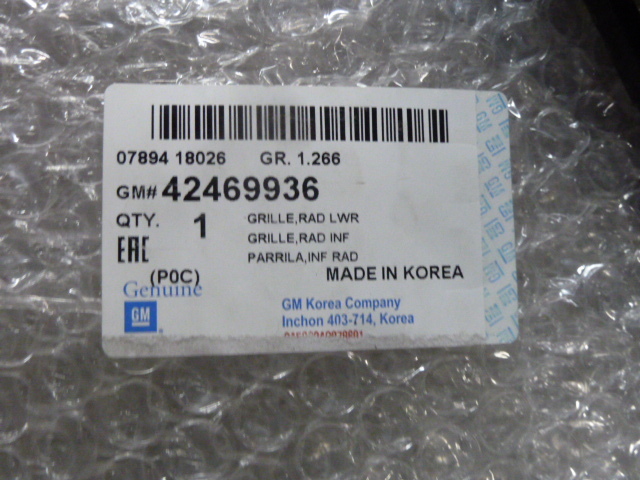 07894 18026 GR. 1.266
GM# 42469936
QTY. 1
GRILLE,RAD LWR
GRILLE,RAD INF
PARRILA,INF RAD
EAC
(P0C)
MADE IN KOREA
Genuine
GM
GM Korea Company
Inchon 403-714, Korea